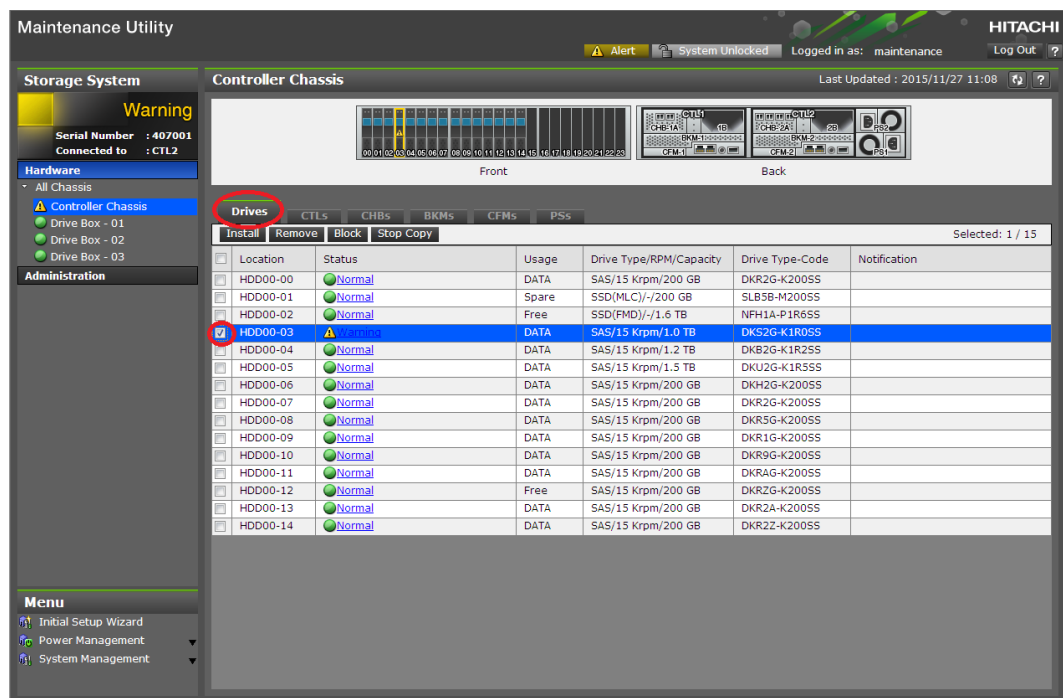 Maintenance Utility
HITACHI
Alert System Unlocked Logged in as: maintenance Log Out ?
Storage System
Warning
Serial Number : 407001
Connected to : CTL2
Hardware
All Chassis
Controller Chassis
Drive Box - 01
Drive Box - 02
Drive Box - 03
Administration
Controller Chassis Last Updated : 2015/11/27 11:08 ?
00 01 02 03 04 05 06 07 08 09 10 11 12 13 14 15 16 17 18 19 20 21 22 23
CTL1 CTL2
CHB-1A 1B CHB-2A 2B PS2
BKM-1 BKM-2
CFM-1 CFM-2 PS1
Front Back
Drives CTLs CHBs BKMs CFMs PSs
Install Remove Block Stop Copy Selected: 1 / 15
Location Status Usage Drive Type/RPM/Capacity Drive Type-Code Notification
HDD00-00 Normal DATA SAS/15 Krpm/200 GB DKR2G-K200SS
HDD00-01 Normal Spare SSD(MLC)/-/200 GB SLB5B-M200SS
HDD00-02 Normal Free SSD(FMD)/-/1.6 TB NFH1A-P1R6SS
HDD00-03 Warning DATA SAS/15 Krpm/1.0 TB DKS2G-K1R0SS
HDD00-04 Normal DATA SAS/15 Krpm/1.2 TB DKB2G-K1R2SS
HDD00-05 Normal DATA SAS/15 Krpm/1.5 TB DKU2G-K1R5SS
HDD00-06 Normal DATA SAS/15 Krpm/200 GB DKH2G-K200SS
HDD00-07 Normal DATA SAS/15 Krpm/200 GB DKR2G-K200SS
HDD00-08 Normal DATA SAS/15 Krpm/200 GB DKR5G-K200SS
HDD00-09 Normal DATA SAS/15 Krpm/200 GB DKR1G-K200SS
HDD00-10 Normal DATA SAS/15 Krpm/200 GB DKR9G-K200SS
HDD00-11 Normal DATA SAS/15 Krpm/200 GB DKRAG-K200SS
HDD00-12 Normal Free SAS/15 Krpm/200 GB DKRZG-K200SS
HDD00-13 Normal DATA SAS/15 Krpm/200 GB DKR2A-K200SS
HDD00-14 Normal DATA SAS/15 Krpm/200 GB DKR2Z-K200SS
Menu
Initial Setup Wizard
Power Management
System Management